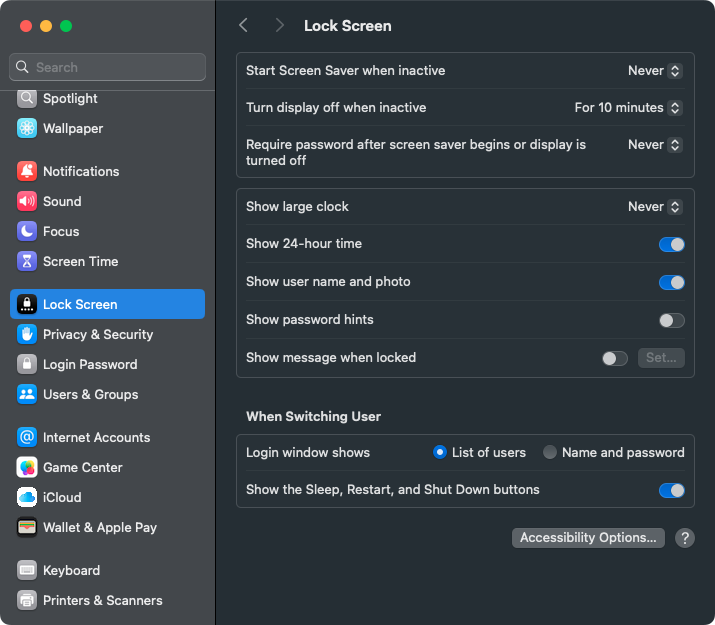 Search
Spotlight
Wallpaper
Notifications
Sound
Focus
Screen Time
Lock Screen
Privacy & Security
Login Password
Users & Groups
Internet Accounts
Game Center
iCloud
Wallet & Apple Pay
Keyboard
Printers & Scanners
Lock Screen
Start Screen Saver when inactive Never
Turn display off when inactive For 10 minutes
Require password after screen saver begins or display is Never
turned off
Show large clock Never
Show 24-hour time
Show user name and photo
Show password hints
Show message when locked Set...
When Switching User
Login window shows List of users Name and password
Show the Sleep, Restart, and Shut Down buttons
Accessibility Options... ?